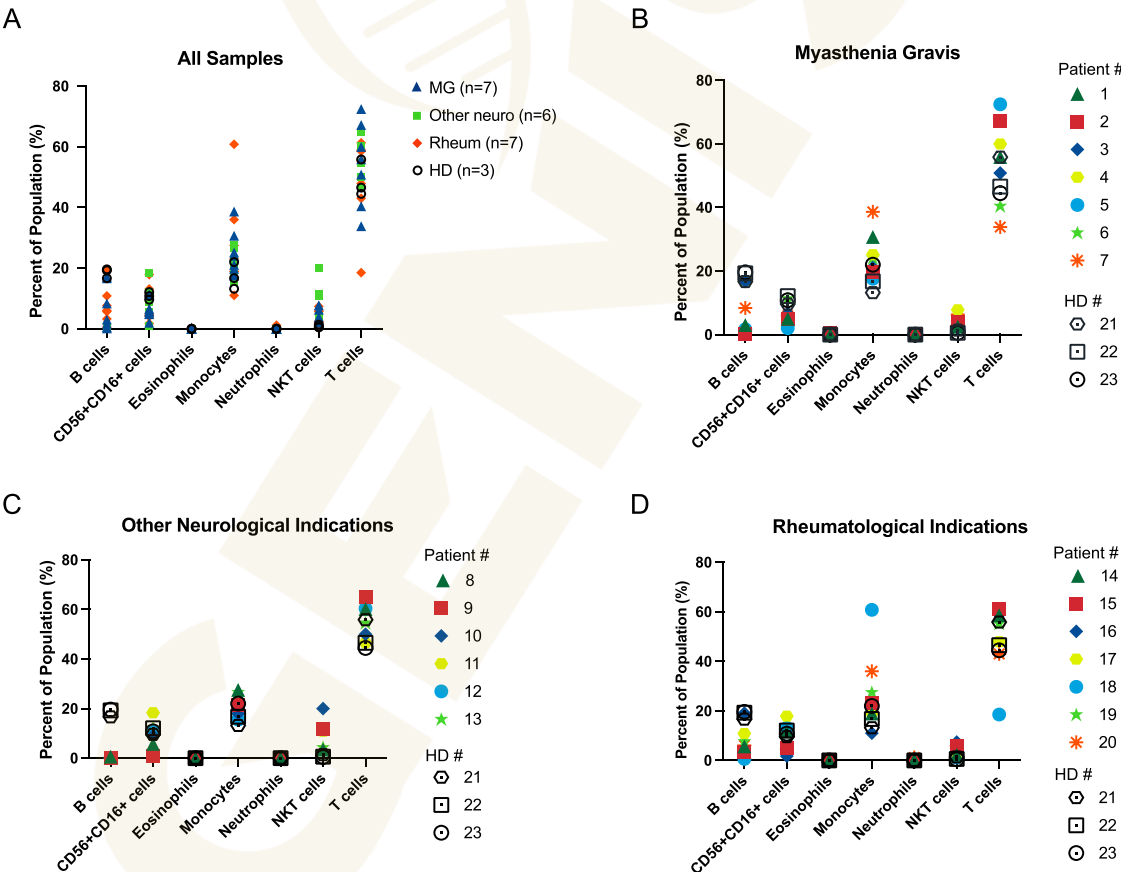 A
All Samples
Percent of Population (%)
80
60
40
20
0
B cells
CD56+CD16+ cells
Eosinophils
Monocytes
Neutrophils
NKT cells
T cells
MG (n=7)
Other neuro (n=6)
Rheum (n=7)
HD (n=3)
B
Myasthenia Gravis
Percent of Population (%)
80
60
40
20
0
B cells
CD56+CD16+ cells
Eosinophils
Monocytes
Neutrophils
NKT cells
T cells
Patient #
1
2
3
4
5
6
7
HD #
21
22
23
C
Other Neurological Indications
Percent of Population (%)
80
60
40
20
0
B cells
CD56+CD16+ cells
Eosinophils
Monocytes
Neutrophils
NKT cells
T cells
Patient #
8
9
10
11
12
13
HD #
21
22
23
D
Rheumatological Indications
Percent of Population (%)
80
60
40
20
0
B cells
CD56+CD16+ cells
Eosinophils
Monocytes
Neutrophils
NKT cells
T cells
Patient #
14
15
16
17
18
19
20
HD #
21
22
23